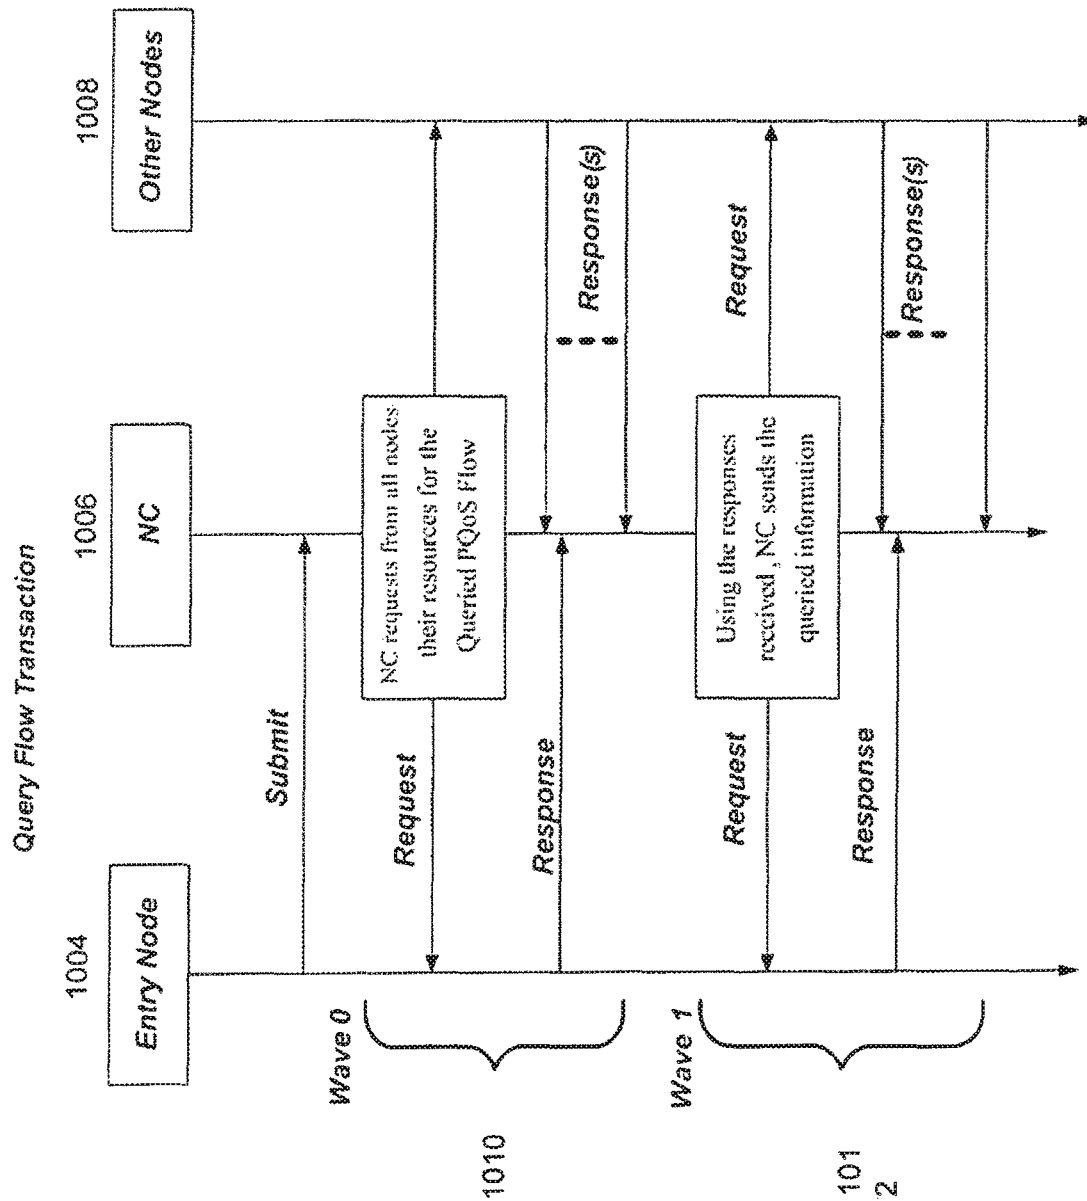 Query Flow Transaction
1004
1006
1008
Entry Node
NC
Other Nodes
Submit
Wave 0
NC requests from all nodes
their resources for the
Queried PQoS Flow
Request
Response
Response(s)
1010
Wave 1
Using the responses
received, NC sends the
queried information
Request
Request
Response
Response(s)
101
2